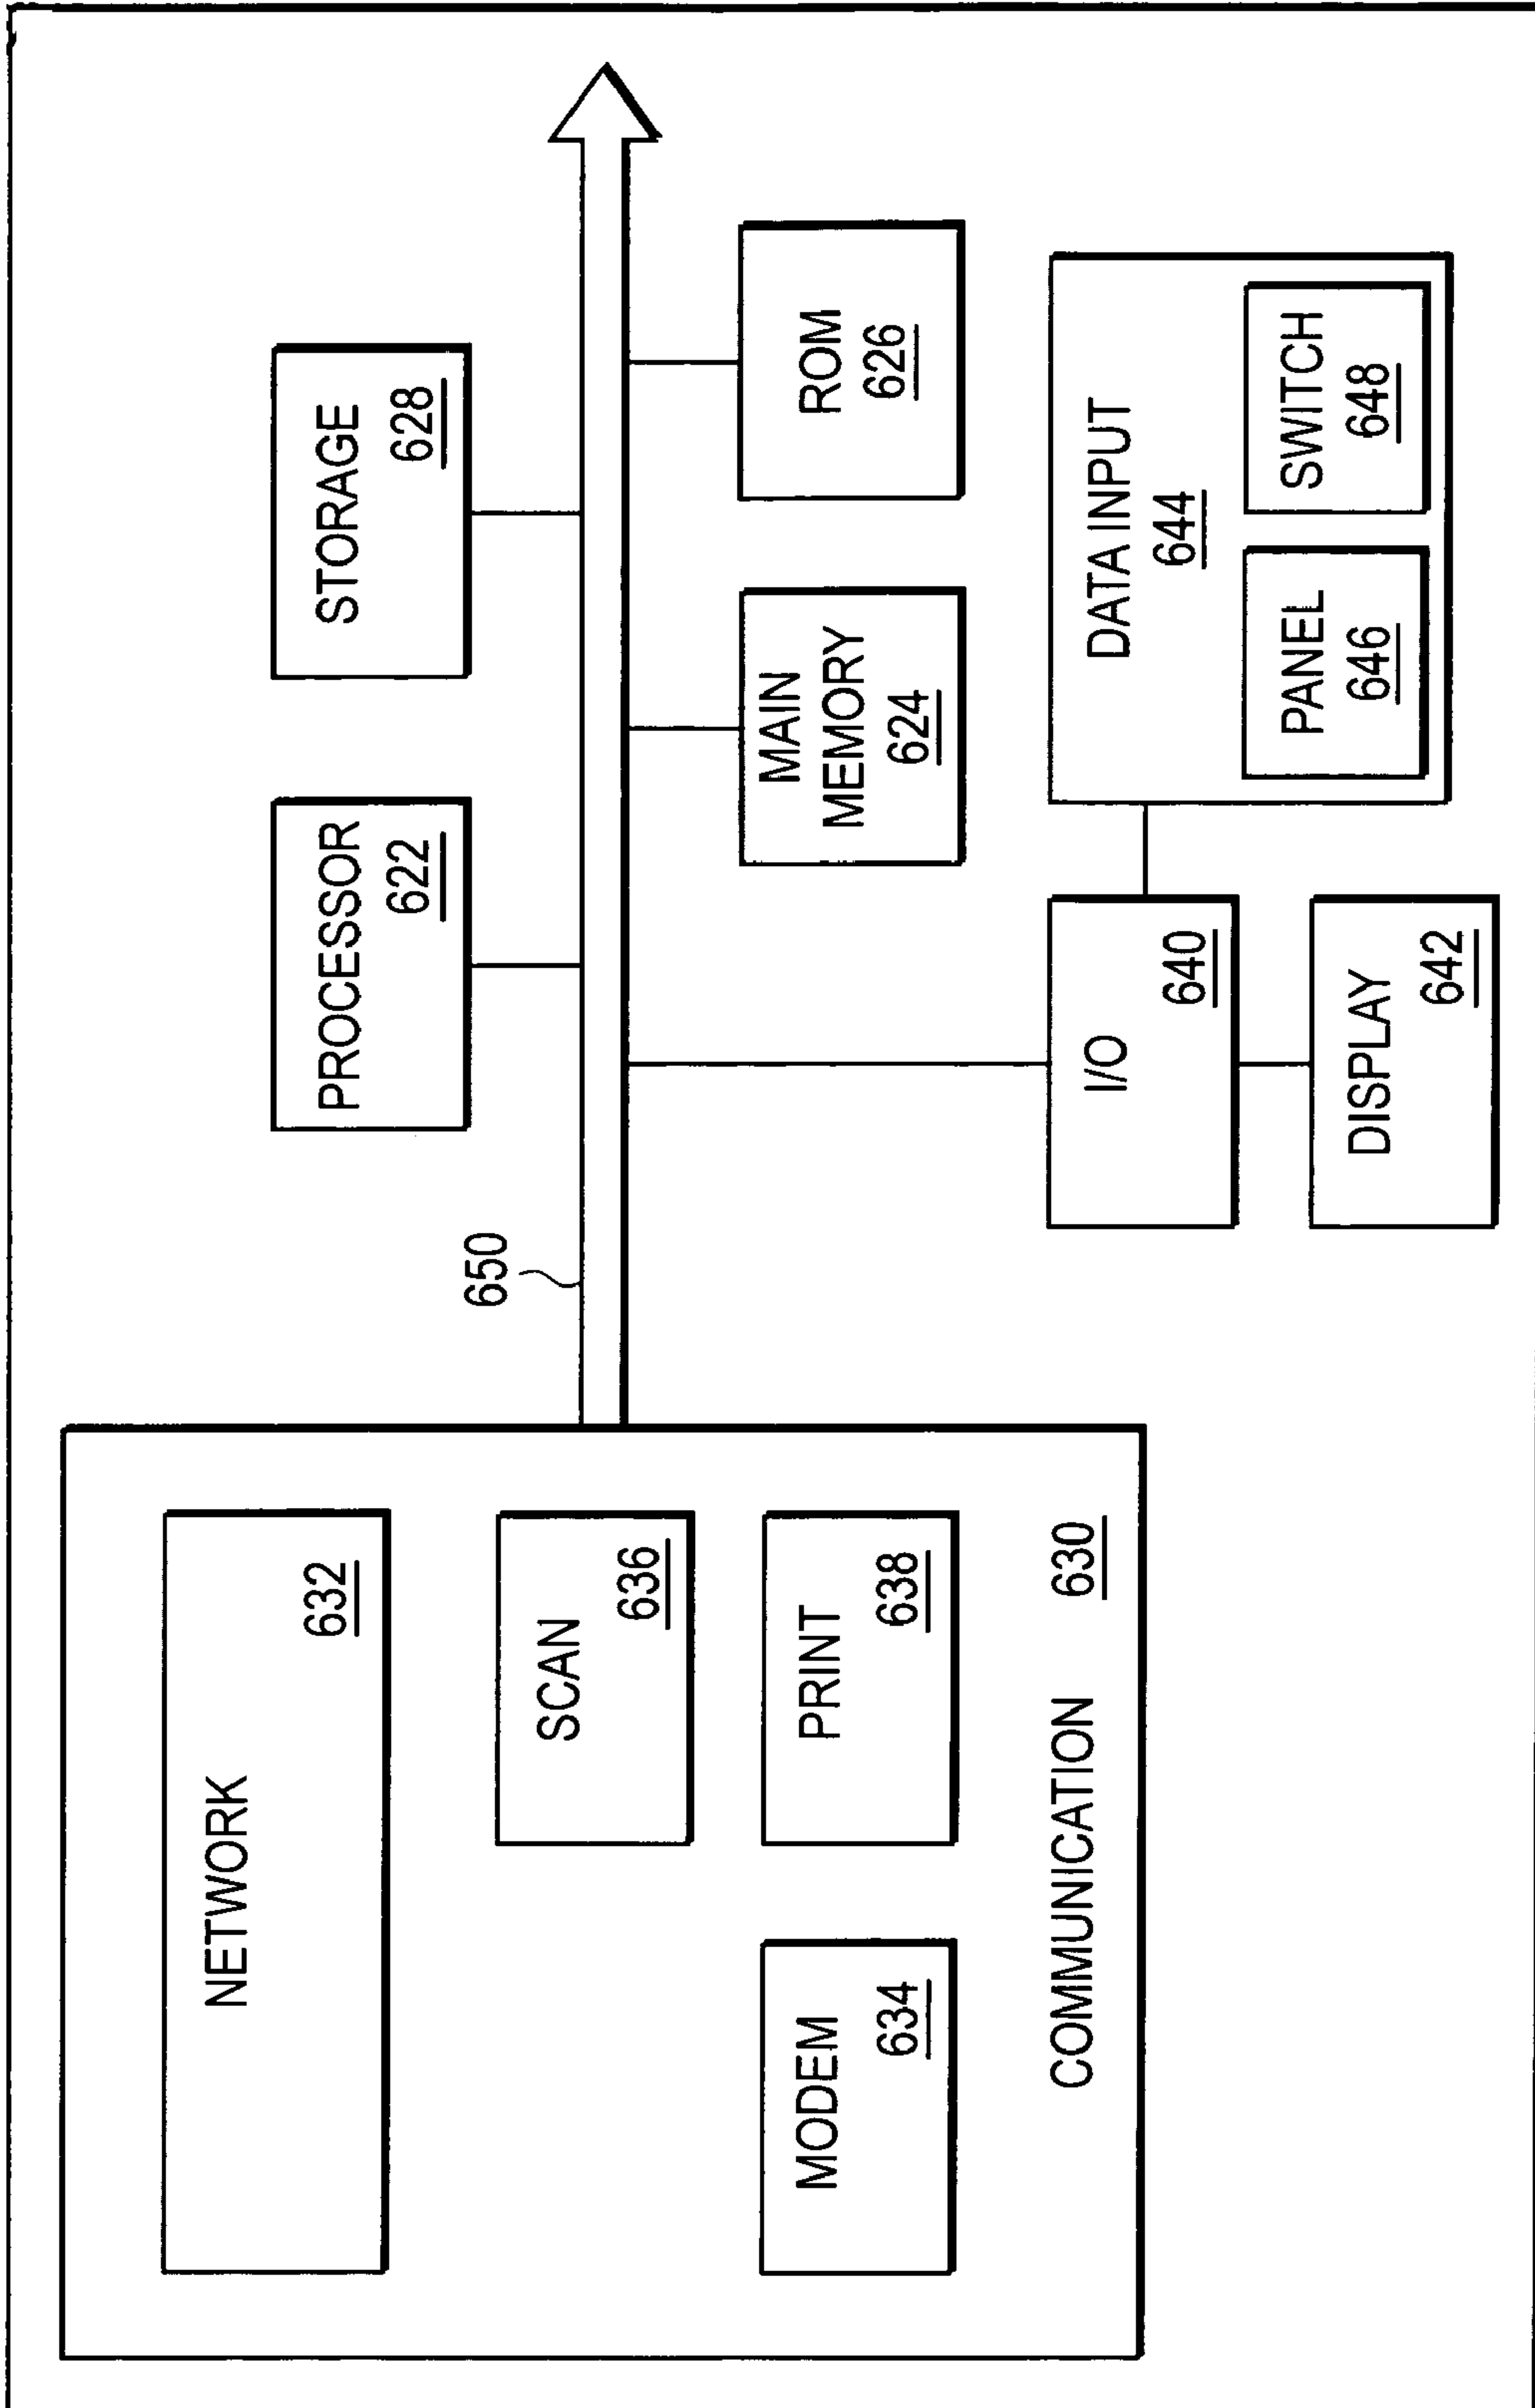 NETWORK
632
SCAN
636
MODEM
634
PRINT
638
COMMUNICATION
630
650
PROCESSOR
622
STORAGE
628
MAIN
MEMORY
624
ROM
626
I/O
640
DISPLAY
642
DATA INPUT
644
PANEL
646
SWITCH
648